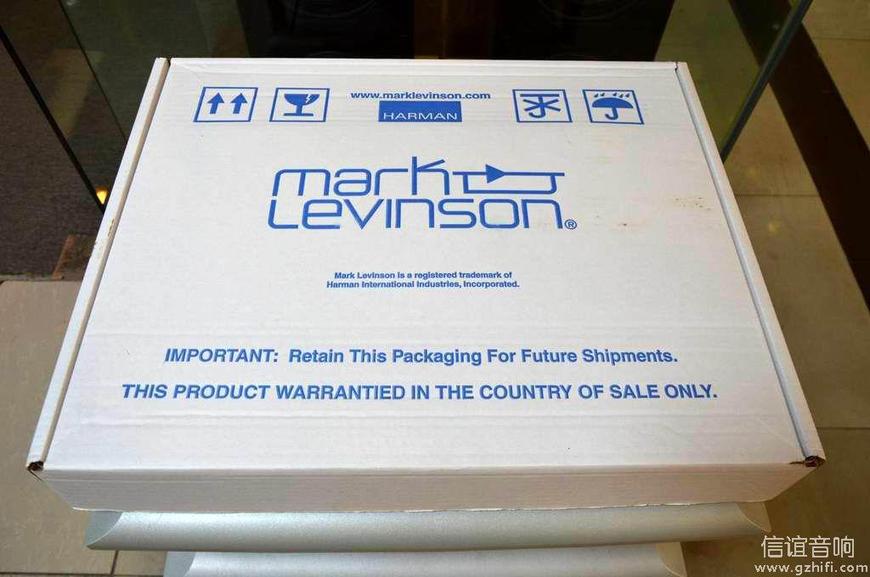 www.marklevinson.com
HARMAN
mark
Levinson®
Mark Levinson is a registered trademark of
Harman International Industries, Incorporated.
IMPORTANT: Retain This Packaging For Future Shipments.
THIS PRODUCT WARRANTIED IN THE COUNTRY OF SALE ONLY.
信谊音响
www.gzhifi.com